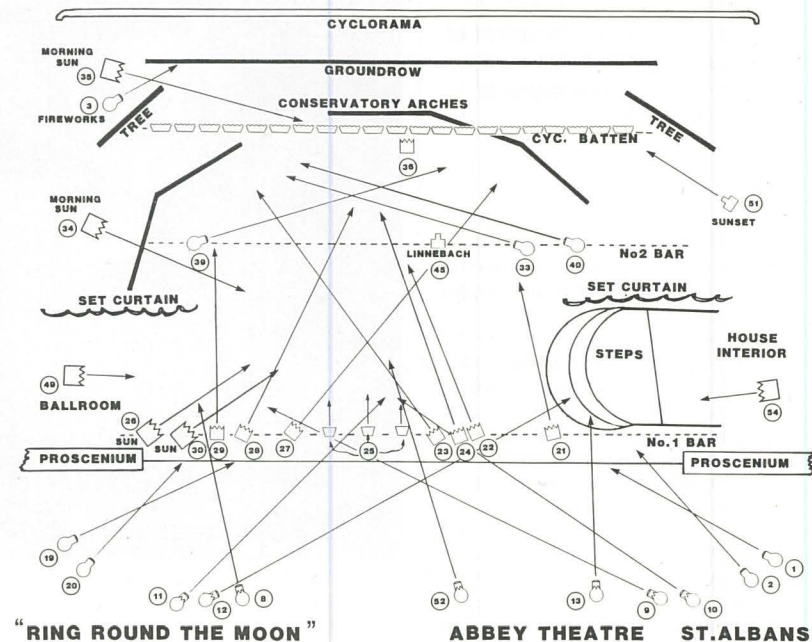 CYCLORAMA
MORNING
SUN
35
GROUNDROW
3
FIREWORKS
TREE
CONSERVATORY ARCHES
TREE
CYC. BATTEN
36
MORNING
SUN
34
51
SUNSET
39
LINNEBACH
45
33
40
No2 BAR
SET CURTAIN
SET CURTAIN
STEPS
HOUSE
INTERIOR
49
BALLROOM
54
26
SUN
SUN
30
29
28
27
25
23
24
22
21
No.1 BAR
PROSCENIUM
PROSCENIUM
19
20
11
12
8
52
13
9
10
2
1
"RING ROUND THE MOON"
ABBEY THEATRE ST.ALBANS